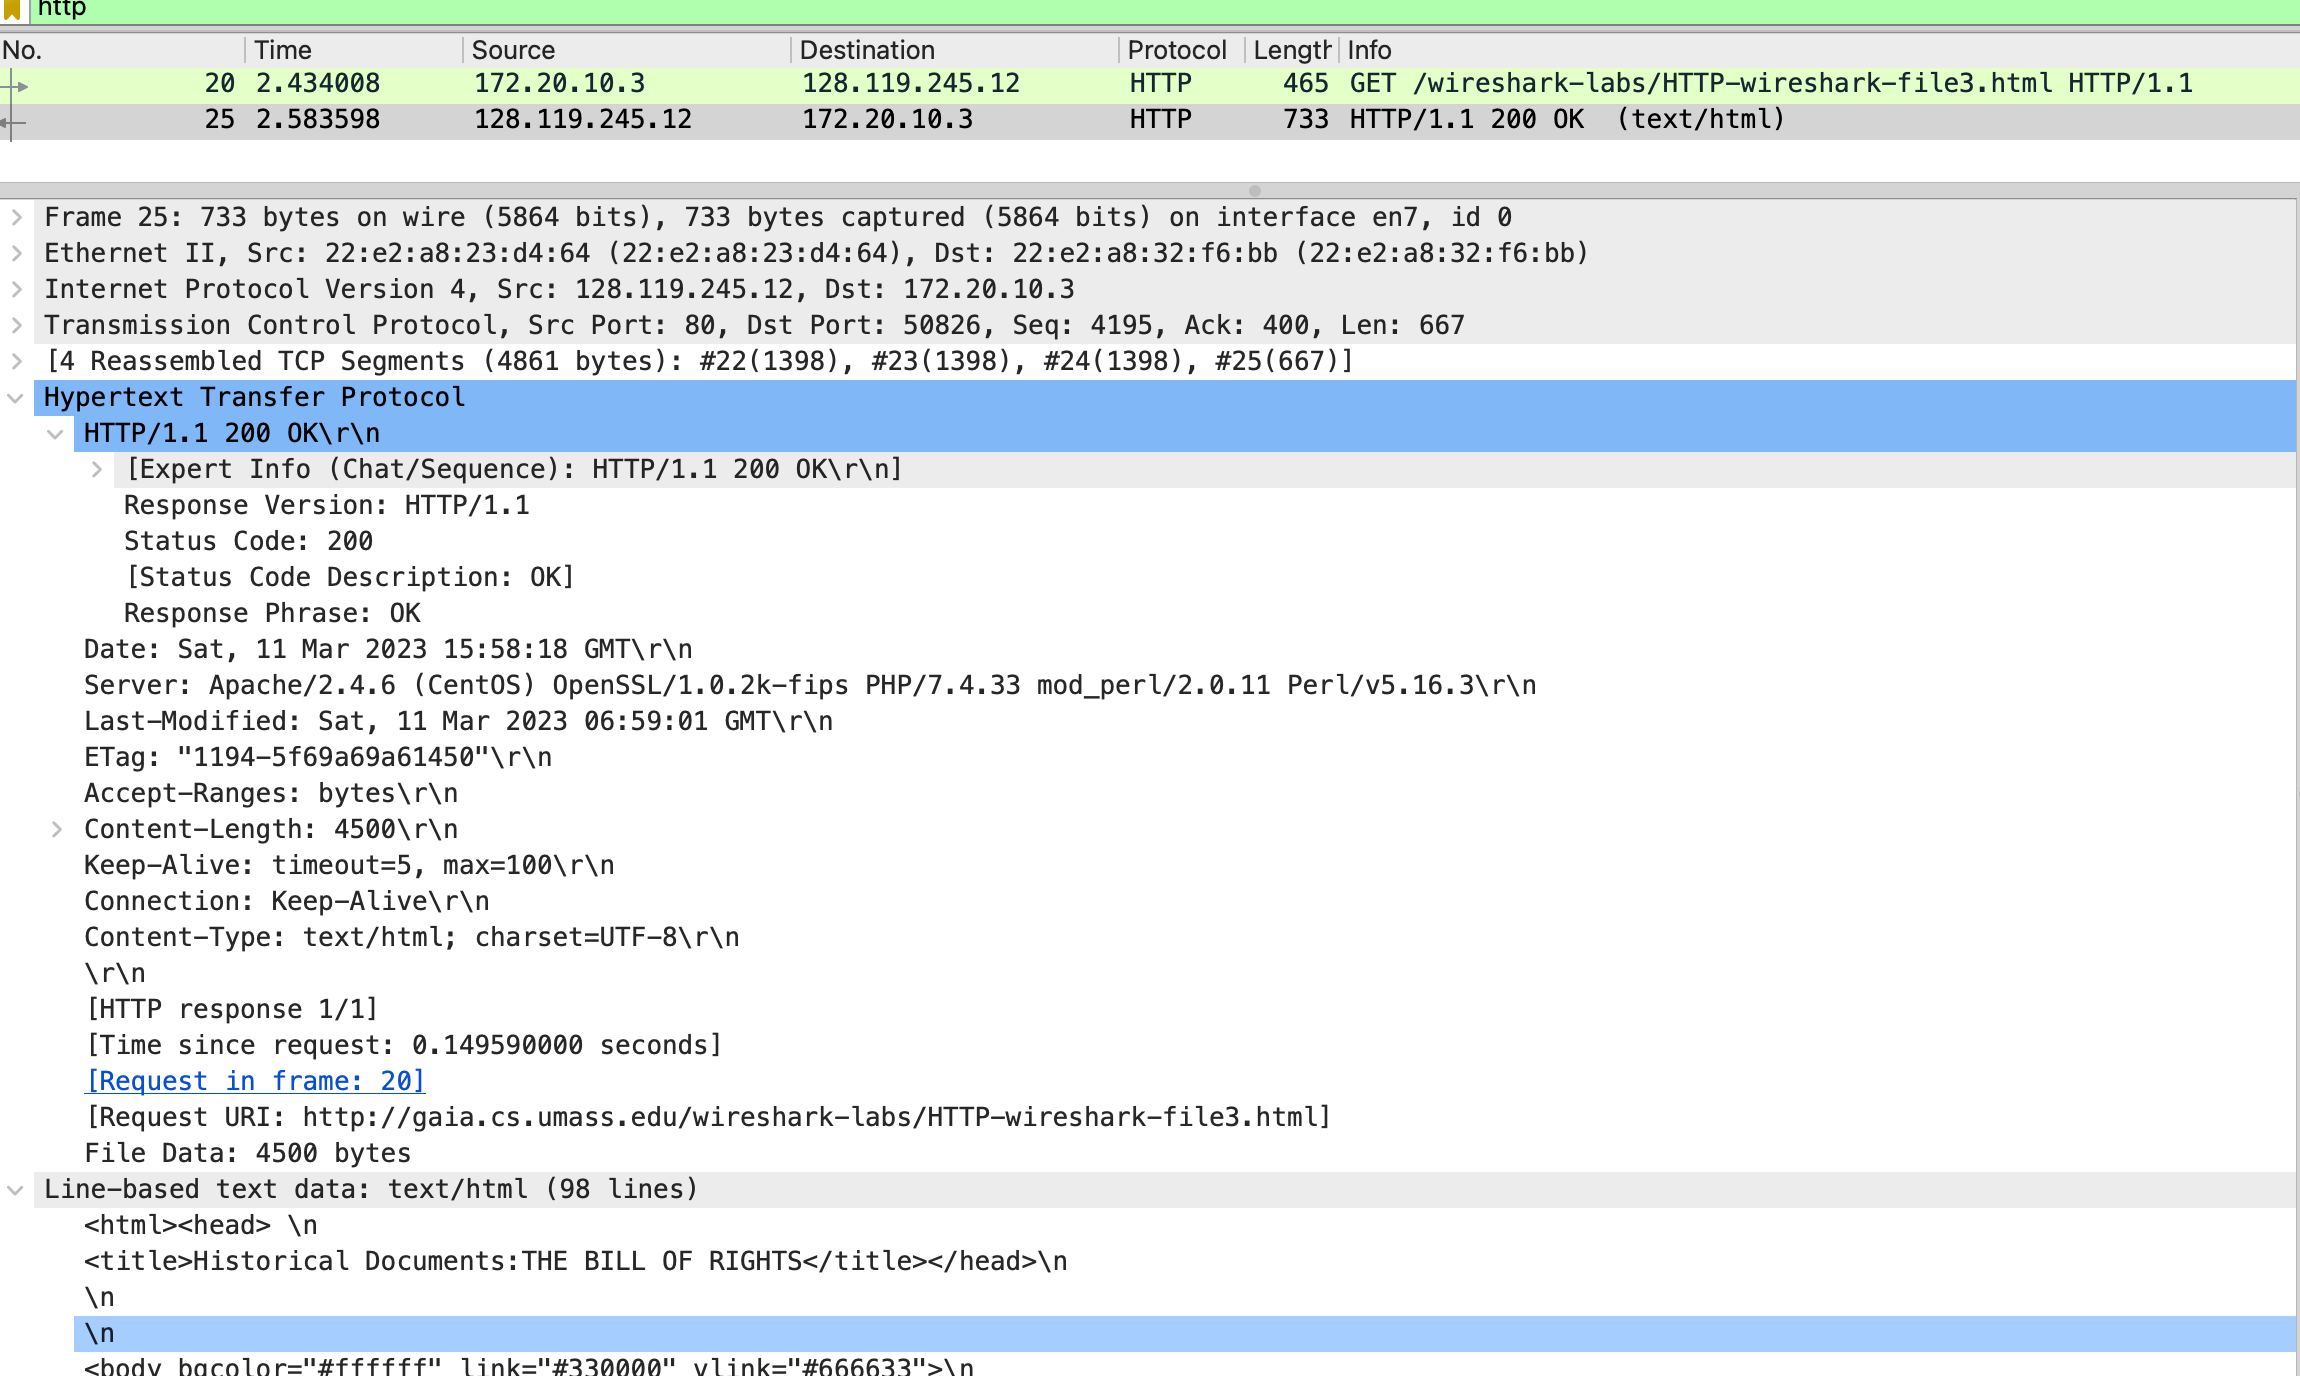 http
No. Time Source Destination Protocol Length Info
20 2.434008 172.20.10.3 128.119.245.12 HTTP 465 GET /wireshark-labs/HTTP-wireshark-file3.html HTTP/1.1
25 2.583598 128.119.245.12 172.20.10.3 HTTP 733 HTTP/1.1 200 OK  (text/html)
Frame 25: 733 bytes on wire (5864 bits), 733 bytes captured (5864 bits) on interface en7, id 0
Ethernet II, Src: 22:e2:a8:23:d4:64 (22:e2:a8:23:d4:64), Dst: 22:e2:a8:32:f6:bb (22:e2:a8:32:f6:bb)
Internet Protocol Version 4, Src: 128.119.245.12, Dst: 172.20.10.3
Transmission Control Protocol, Src Port: 80, Dst Port: 50826, Seq: 4195, Ack: 400, Len: 667
[4 Reassembled TCP Segments (4861 bytes): #22(1398), #23(1398), #24(1398), #25(667)]
Hypertext Transfer Protocol
HTTP/1.1 200 OK\r\n
[Expert Info (Chat/Sequence): HTTP/1.1 200 OK\r\n]
Response Version: HTTP/1.1
Status Code: 200
[Status Code Description: OK]
Response Phrase: OK
Date: Sat, 11 Mar 2023 15:58:18 GMT\r\n
Server: Apache/2.4.6 (CentOS) OpenSSL/1.0.2k-fips PHP/7.4.33 mod_perl/2.0.11 Perl/v5.16.3\r\n
Last-Modified: Sat, 11 Mar 2023 06:59:01 GMT\r\n
ETag: "1194-5f69a69a61450"\r\n
Accept-Ranges: bytes\r\n
Content-Length: 4500\r\n
Keep-Alive: timeout=5, max=100\r\n
Connection: Keep-Alive\r\n
Content-Type: text/html; charset=UTF-8\r\n
\r\n
[HTTP response 1/1]
[Time since request: 0.149590000 seconds]
[Request in frame: 20]
[Request URI: http://gaia.cs.umass.edu/wireshark-labs/HTTP-wireshark-file3.html]
File Data: 4500 bytes
Line-based text data: text/html (98 lines)
<html><head> \n
<title>Historical Documents:THE BILL OF RIGHTS</title></head>\n
\n
\n
<body bgcolor="#ffffff" link="#330000" vlink="#666633">\n